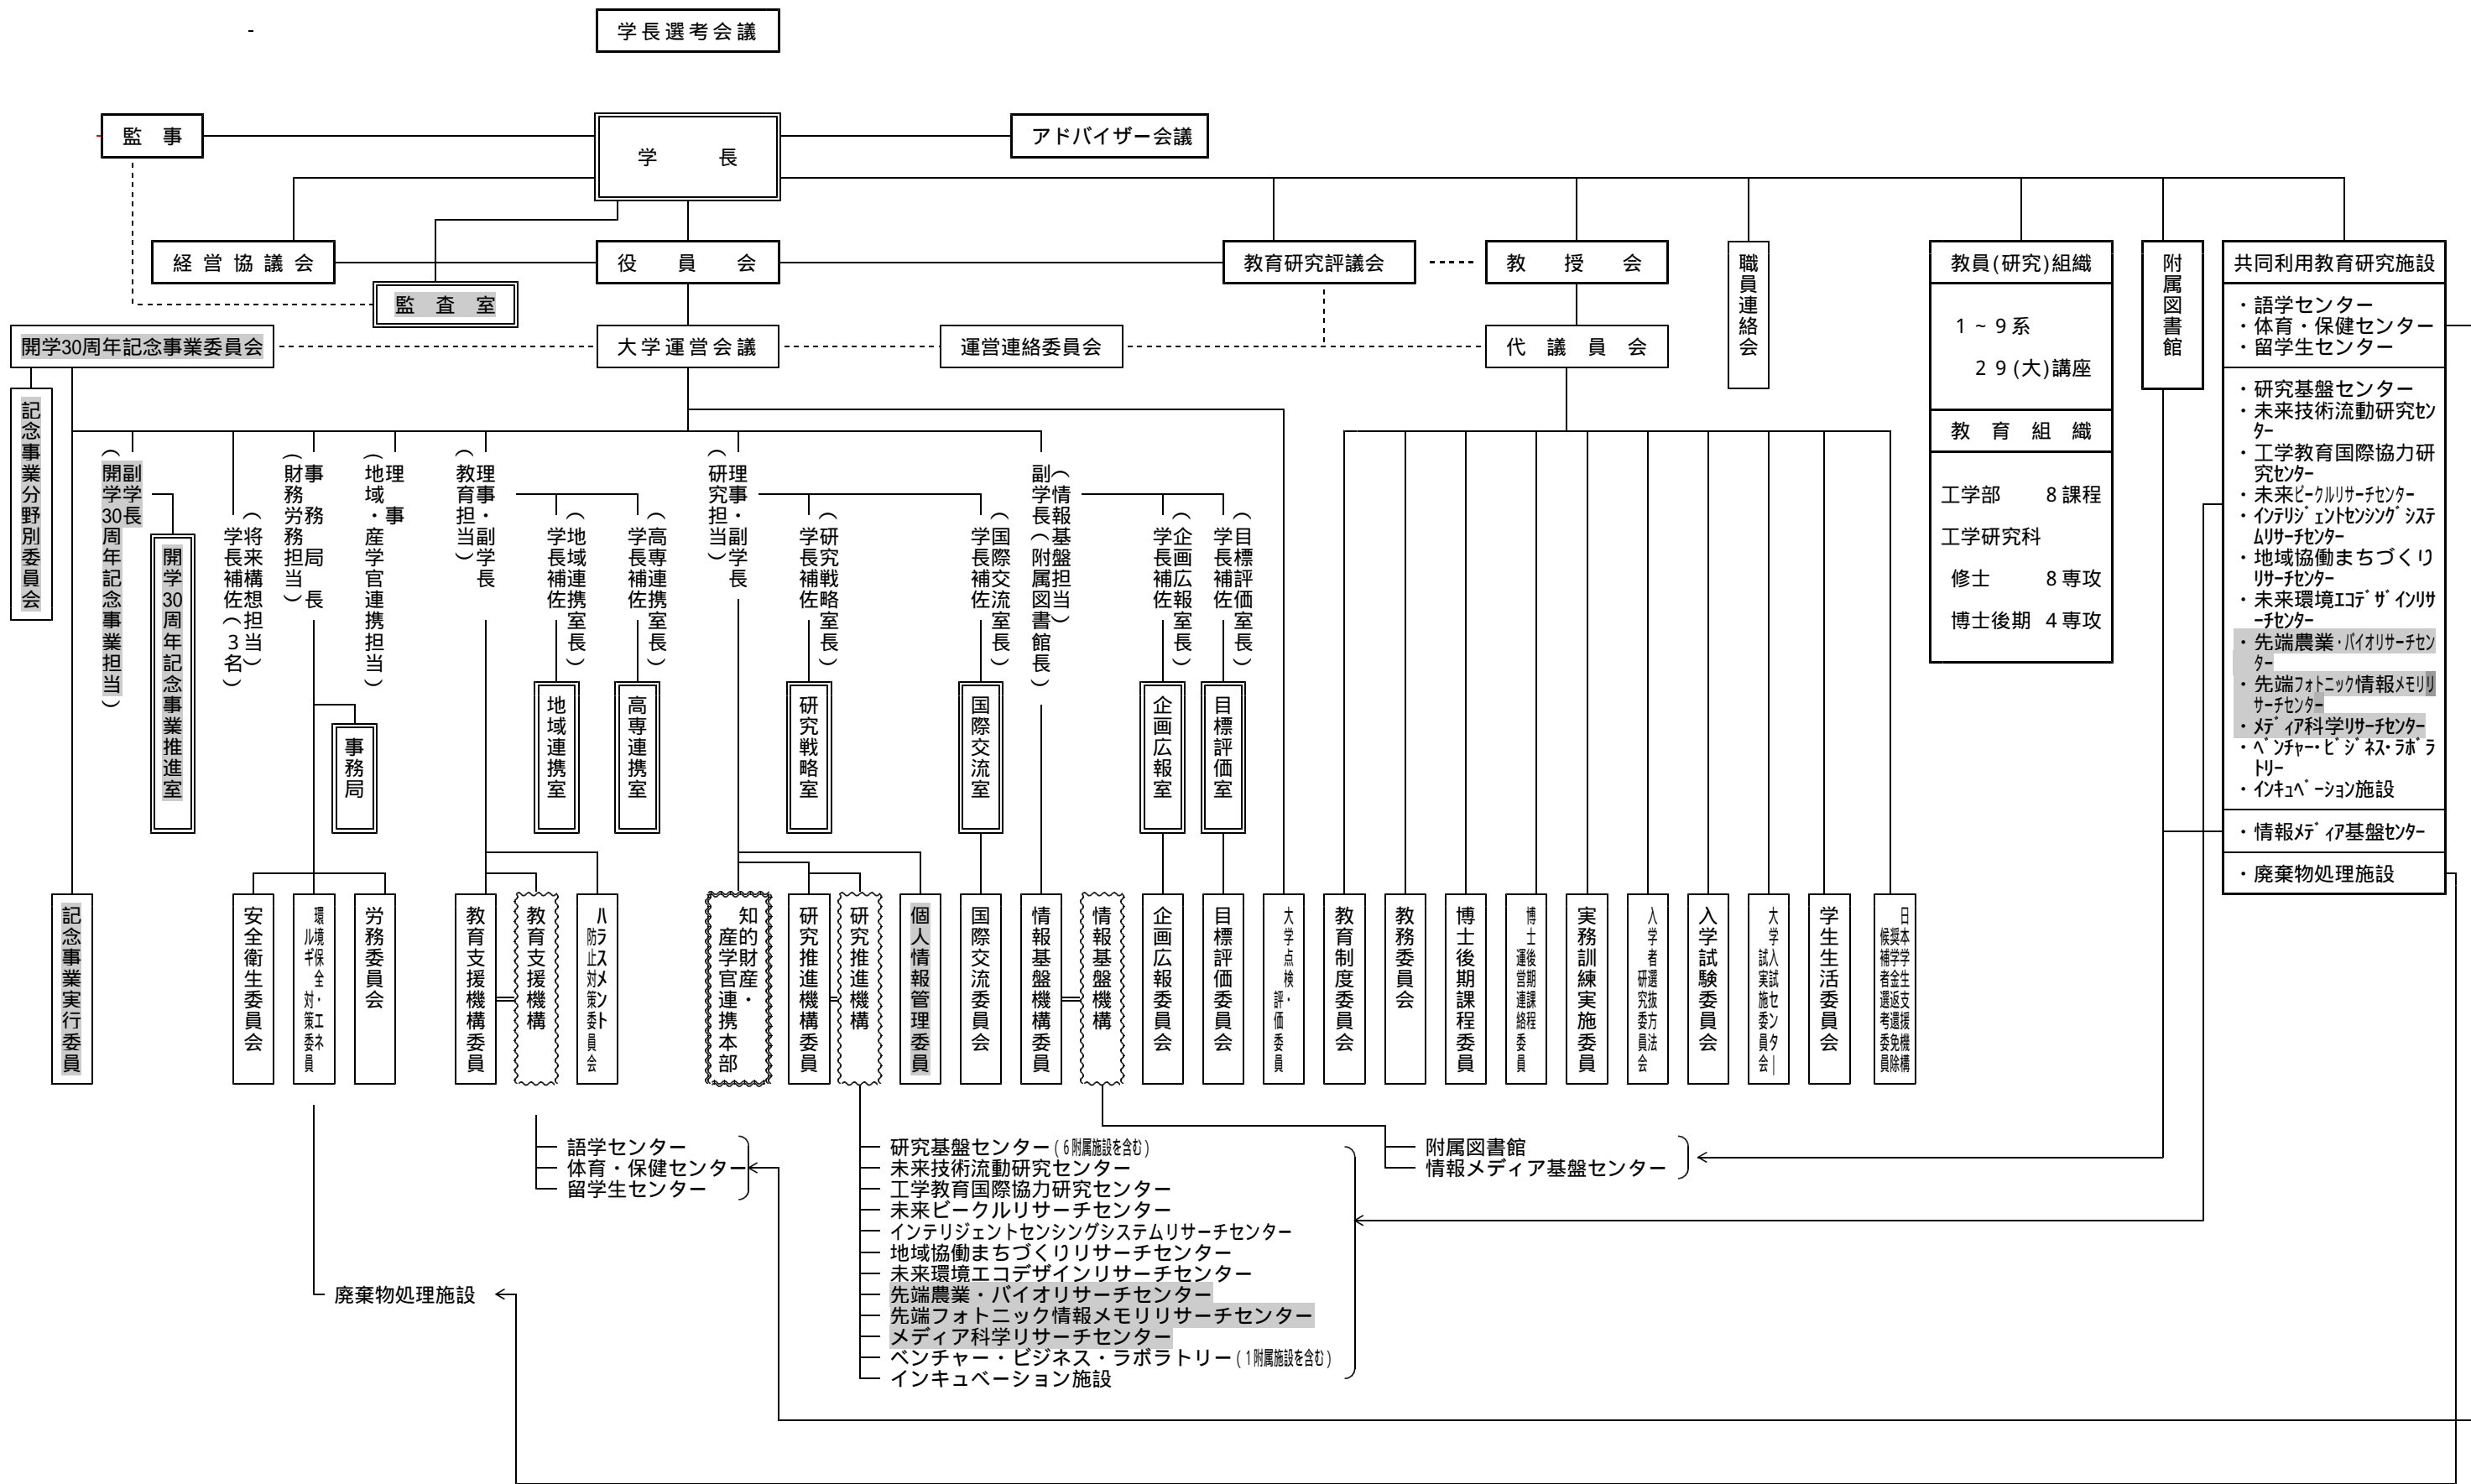 -
学長選考会議
監　事
学　　　長
アドバイザー会議
経営協議会
役　員　会
教育研究評議会
教　授　会
職員連絡会
教員(研究)組織
附属図書館
共同利用教育研究施設
監　査　室
開学30周年記念事業委員会
大学運営会議
運営連絡委員会
代　議　員　会
１～９系
２９(大)講座
教　育　組　織
工学部　　８課程
工学研究科
修士　　　８専攻
博士後期　４専攻
・語学センター
・体育・保健センター
・留学生センター
・研究基盤センター
・未来技術流動研究ｾﾝ
ﾀｰ
・工学教育国際協力研
究ｾﾝﾀｰ
・未来ﾋﾞｰｸﾙﾘｻｰﾁｾﾝﾀｰ
・ｲﾝﾃﾘｼﾞｪﾝﾄｾﾝｼﾝｸﾞｼｽﾃ
ﾑﾘｻｰﾁｾﾝﾀｰ
・地域協働まちづくり
ﾘｻｰﾁｾﾝﾀｰ
・未来環境ｴｺﾃﾞｻﾞｲﾝﾘｻ
ｰﾁｾﾝﾀｰ
・先端農業・ﾊﾞｲｵﾘｻｰﾁｾﾝ
ﾀｰ
・先端ﾌｫﾄﾆｯｸ情報ﾒﾓﾘﾘ
ｻｰﾁｾﾝﾀｰ
・ﾒﾃﾞｨｱ科学ﾘｻｰﾁｾﾝﾀｰ
・ﾍﾞﾝﾁｬｰ・ﾋﾞｼﾞﾈｽ・ﾗﾎﾞﾗ
ﾄﾘｰ
・ｲﾝｷｭﾍﾞｰｼｮﾝ施設
・情報ﾒﾃﾞｨｱ基盤ｾﾝﾀｰ
・廃棄物処理施設
記念事業分野別委員会
副学長
（開学30周年記念事業担当）
開学30周年記念事業推進室
（将来構想担当）
学長補佐（３名）
事　務　局　長
（財務労務担当）
事務局
理　事
（地域・産学官連携担当）
理事・副学長
（教育担当）
（地域連携室長）
学長補佐
地域連携室
（高専連携室長）
学長補佐
高専連携室
理事・副学長
（研究担当）
（研究戦略室長）
学長補佐
研究戦略室
（国際交流室長）
学長補佐
国際交流室
（情報基盤担当）
副学長（附属図書館長）
（企画広報室長）
学長補佐
企画広報室
（目標評価室長）
学長補佐
目標評価室
記念事業実行委員
安全衛生委員会
環境保全・エネ
ルギ　対策委員
労務委員会
教育支援機構委員
教育支援機構
ハラスメント
防止対策委員会
知的財産・
産学官連携本部
研究推進機構委員
研究推進機構
個人情報管理委員
国際交流委員会
情報基盤機構委員
情報基盤機構
企画広報委員会
目標評価委員会
大学点検・
評価委員
教育制度委員会
教務委員会
博士後期課程委員
博士後期課程
運営連絡委員
実務訓練実施委員
入学者選抜方法
研究委員会
入学試験委員会
大学入試センター
試実施委員会
学生生活委員会
日本学生支援機構
奨学金返還免除
候補者選考委員
語学センター
体育・保健センター
留学生センター
廃棄物処理施設
研究基盤センター(６附属施設を含む)
未来技術流動研究センター
工学教育国際協力研究センター
未来ビークルリサーチセンター
インテリジェントセンシングシステムリサーチセンター
地域協働まちづくりリサーチセンター
未来環境エコデザインリサーチセンター
先端農業・バイオリサーチセンター
先端フォトニック情報メモリリサーチセンター
メディア科学リサーチセンター
ベンチャー・ビジネス・ラボラトリー(１附属施設を含む)
インキュベーション施設
附属図書館
情報メディア基盤センター